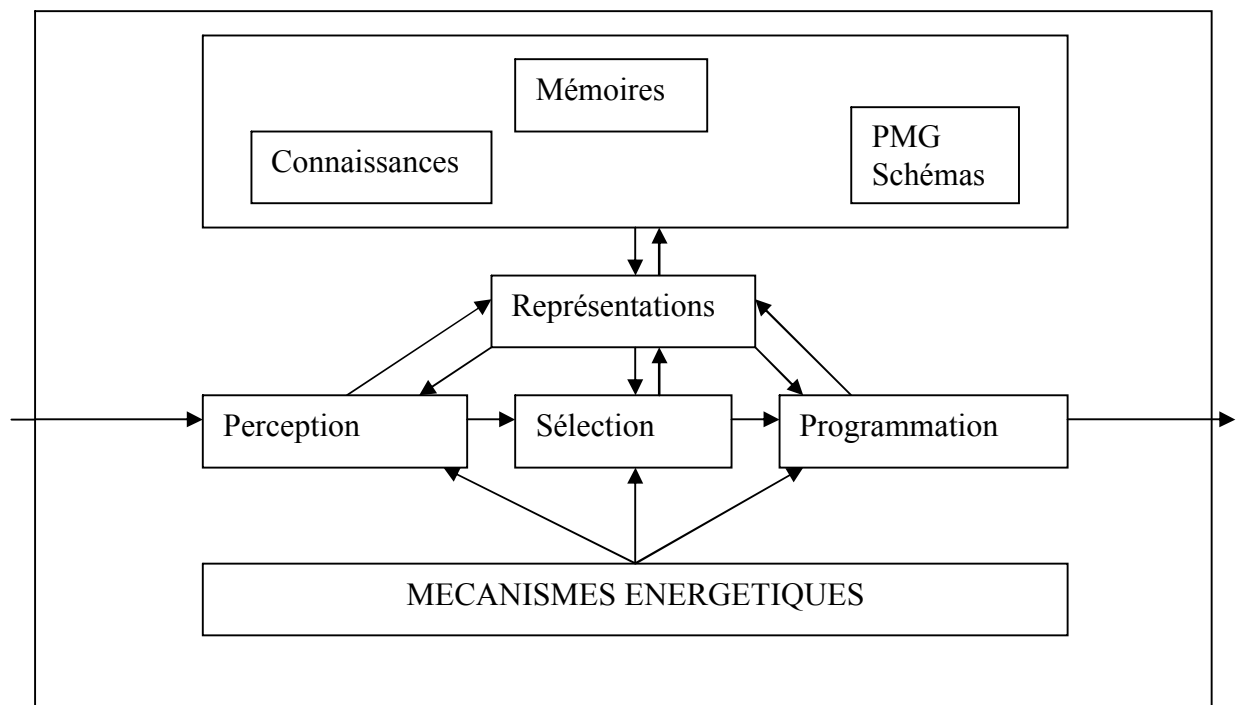 Mémoires
Connaissances
PMG
Schémas
Représentations
Perception
Sélection
Programmation
MECANISMES ENERGETIQUES